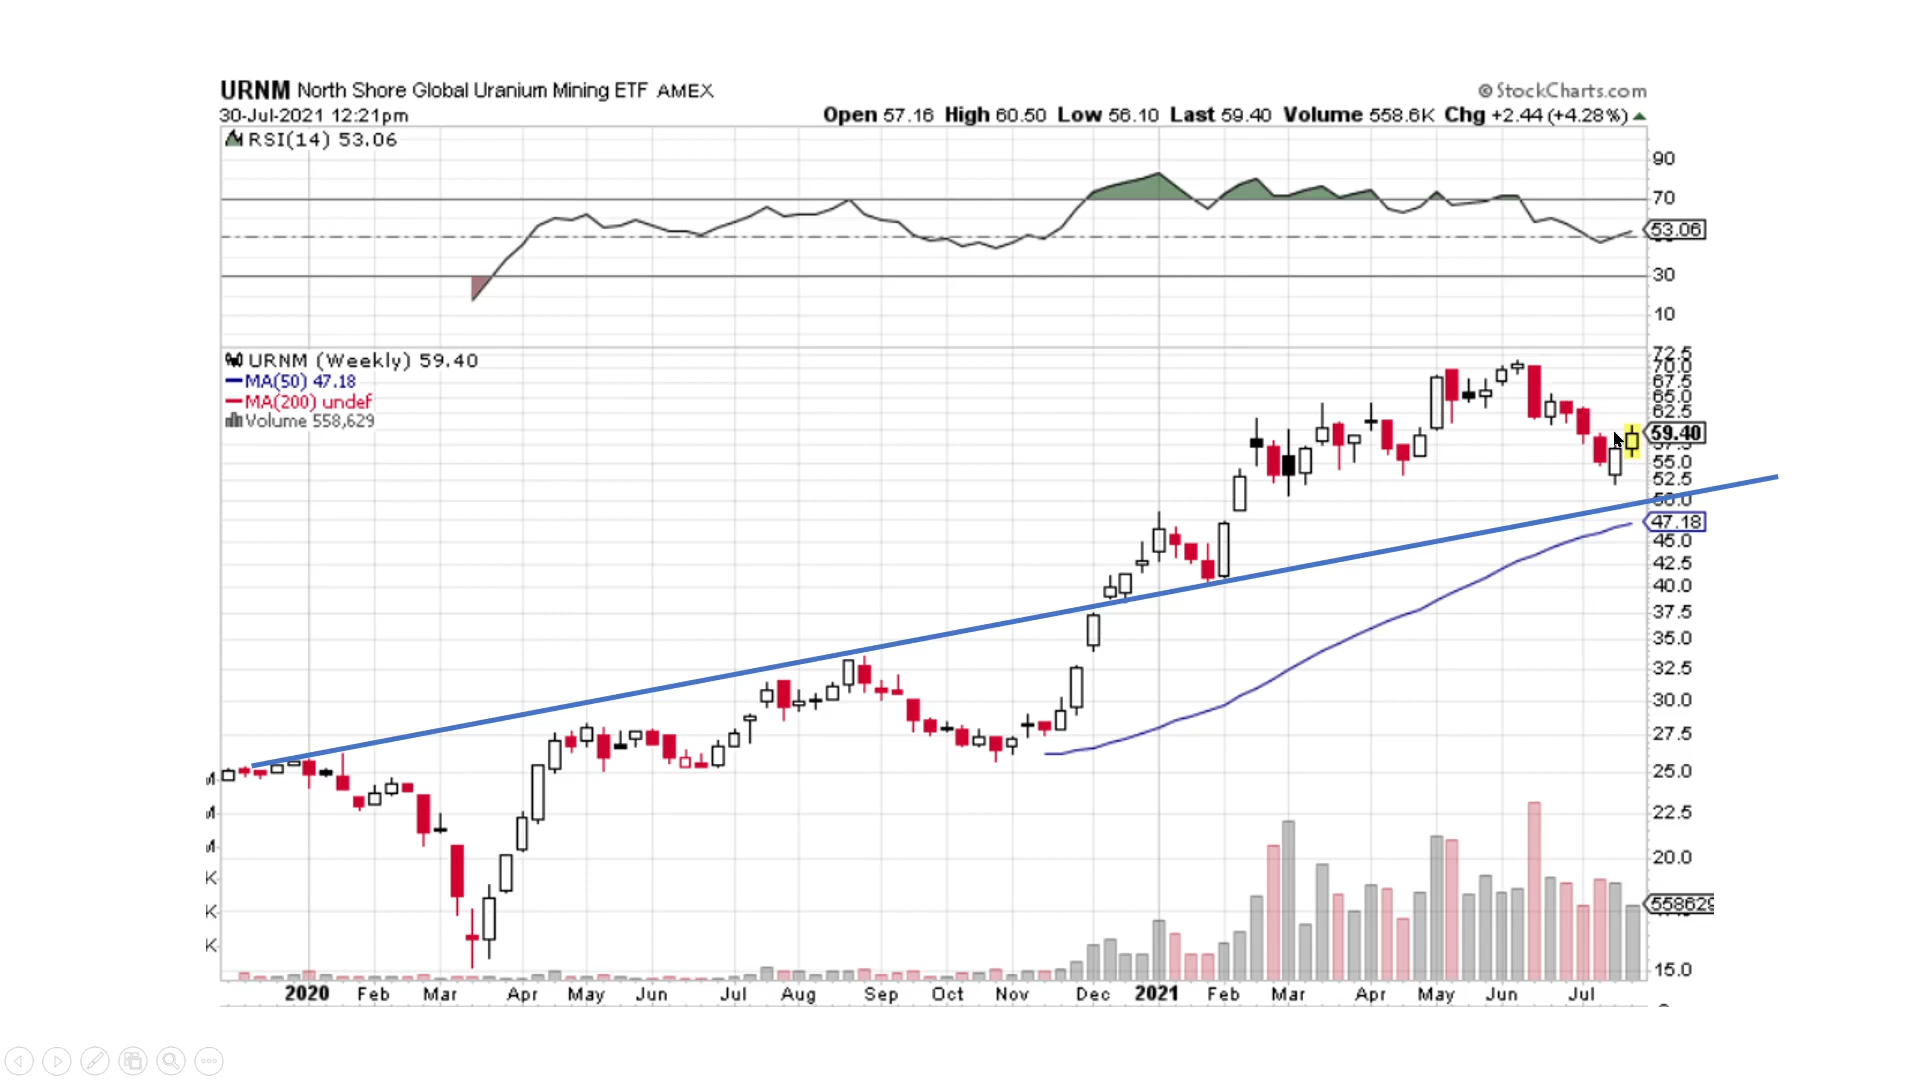 URNM North Shore Global Uranium Mining ETF AMEX
© StockCharts.com
30-Jul-2021 12:21pm
Open 57.16 High 60.50 Low 56.10 Last 59.40 Volume 558.6K Chg +2.44 (+4.28%)
RSI(14) 53.06
90
70
53.06
30
10
URNM (Weekly) 59.40
MA(50) 47.18
MA(200) undef
Volume 558,629
72.5
70.0
67.5
65.0
62.5
59.40
57.5
55.0
52.5
50.0
47.18
45.0
42.5
40.0
37.5
35.0
32.5
30.0
27.5
25.0
22.5
20.0
558629
15.0
M
M
M
K
K
K
2020 Feb Mar Apr May Jun Jul Aug Sep Oct Nov Dec 2021 Feb Mar Apr May Jun Jul